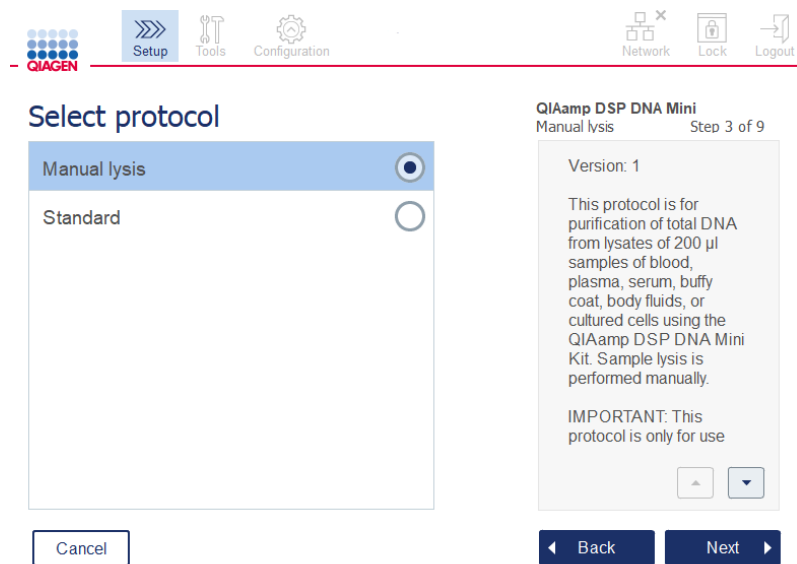 Setup
Tools
Configuration
Network
Lock
Logout
QIAGEN
Select protocol
Manual lysis
Standard
QIAamp DSP DNA Mini
Manual lysis Step 3 of 9
Version: 1
This protocol is for
purification of total DNA
from lysates of 200 µl
samples of blood,
plasma, serum, buffy
coat, body fluids, or
cultured cells using the
QIAamp DSP DNA Mini
Kit. Sample lysis is
performed manually.
IMPORTANT: This
protocol is only for use
Cancel
Back
Next